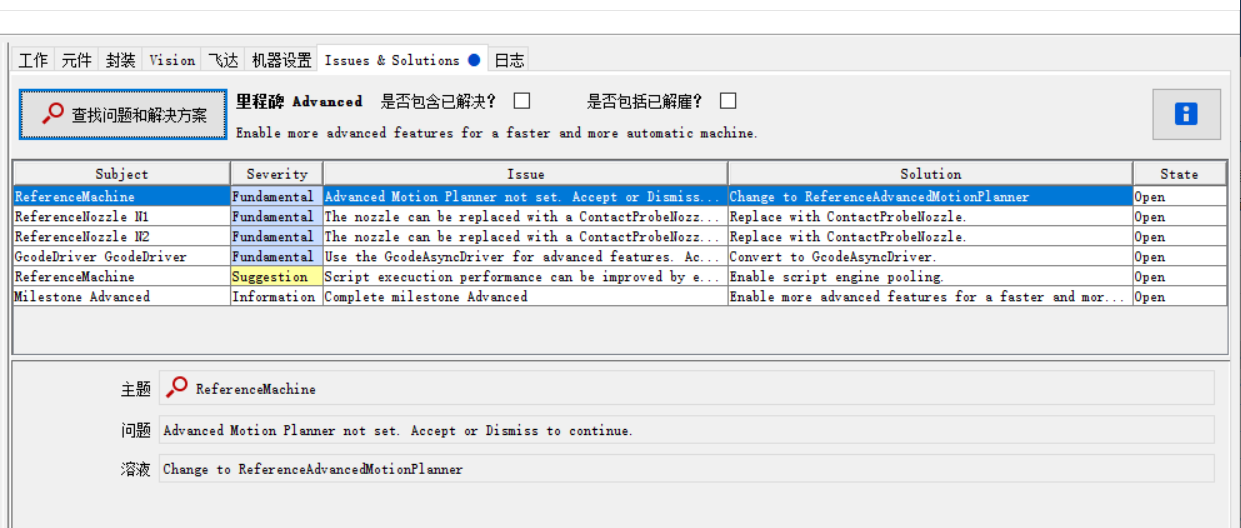 工作 元件 封装 Vision 飞达 机器设置 Issues & Solutions 日志
查找问题和解决方案
里程碑 Advanced 是否包含已解决? 是否包括已解雇?
Enable more advanced features for a faster and more automatic machine.
Subject Severity Issue Solution State
ReferenceMachine Fundamental Advanced Motion Planner not set. Accept or Dismiss... Change to ReferenceAdvancedMotionPlanner Open
ReferenceNozzle N1 Fundamental The nozzle can be replaced with a ContactProbeNozz... Replace with ContactProbeNozzle. Open
ReferenceNozzle N2 Fundamental The nozzle can be replaced with a ContactProbeNozz... Replace with ContactProbeNozzle. Open
GcodeDriver GcodeDriver Fundamental Use the GcodeAsyncDriver for advanced features. Ac... Convert to GcodeAsyncDriver. Open
ReferenceMachine Suggestion Script execuction performance can be improved by e... Enable script engine pooling. Open
Milestone Advanced Information Complete milestone Advanced Enable more advanced features for a faster and mor... Open
主题 ReferenceMachine
问题 Advanced Motion Planner not set. Accept or Dismiss to continue.
溶液 Change to ReferenceAdvancedMotionPlanner